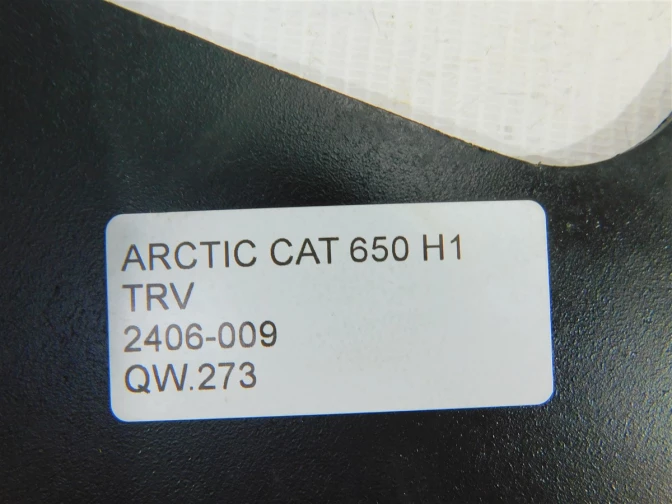 ARCTIC CAT 650 H1
TRV
2406-009
QW.273